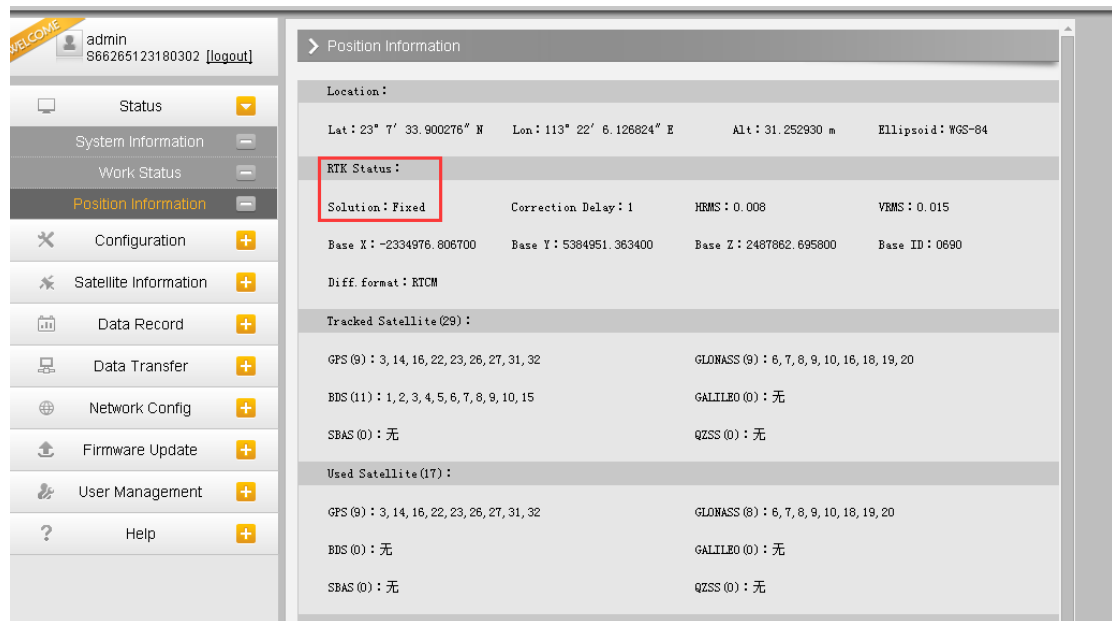 WELCOME
admin
S66265123180302 [logout]
Status
System Information
Work Status
Position Information
Configuration
Satellite Information
Data Record
Data Transfer
Network Config
Firmware Update
User Management
? Help
Position Information
Location：
Lat：23° 7′ 33.900276″ N Lon：113° 22′ 6.126824″ E Alt：31.252930 m Ellipsoid：WGS-84
RTK Status：
Solution：Fixed Correction Delay：1 HRMS：0.008 VRMS：0.015
Base X：-2334976.806700 Base Y：5384951.363400 Base Z：2487862.695800 Base ID：0690
Diff.format：RTCM
Tracked Satellite(29)：
GPS(9)：3,14,16,22,23,26,27,31,32 GLONASS(9)：6,7,8,9,10,16,18,19,20
BDS(11)：1,2,3,4,5,6,7,8,9,10,15 GALILEO(0)：无
SBAS(0)：无 QZSS(0)：无
Used Satellite(17)：
GPS(9)：3,14,16,22,23,26,27,31,32 GLONASS(8)：6,7,8,9,10,18,19,20
BDS(0)：无 GALILEO(0)：无
SBAS(0)：无 QZSS(0)：无